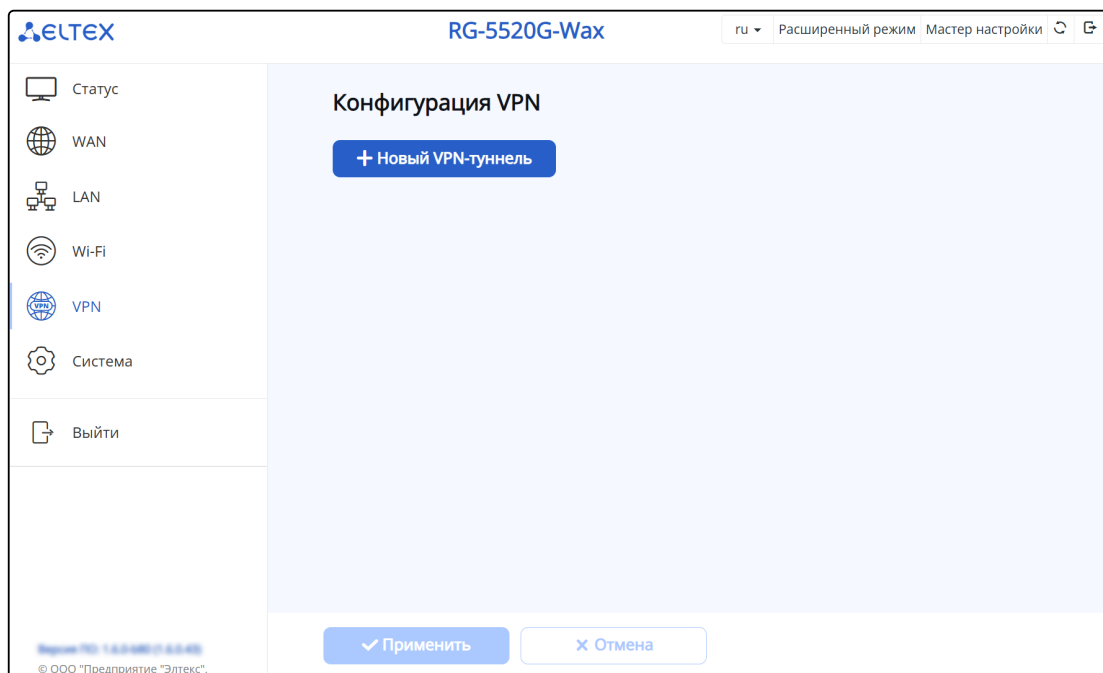 ELTEX
RG-5520G-Wax
ru
Расширенный режим
Мастер настройки
Статус
WAN
LAN
Wi-Fi
VPN
VPN
Система
Выйти
Конфигурация VPN
Новый VPN-туннель
Применить
Отмена
© ООО "Предприятие "Элтекс",